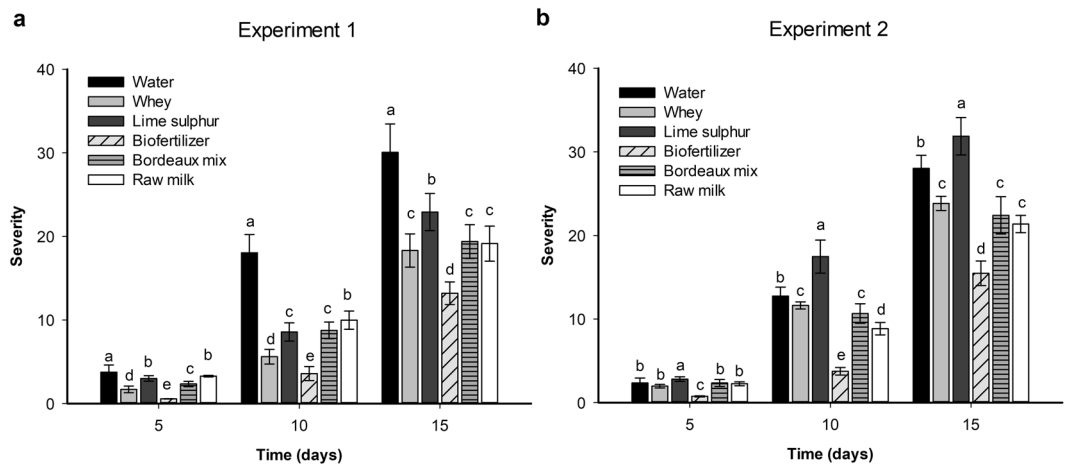 a
Experiment 1
40
30
20
10
0
Severity
Water
Whey
Lime sulphur
Biofertilizer
Bordeaux mix
Raw milk
a d b e c b
a d c e c b
a c b d c c
5 10 15
Time (days)
b
Experiment 2
40
30
20
10
0
Severity
Water
Whey
Lime sulphur
Biofertilizer
Bordeaux mix
Raw milk
b b a c b b
b c a e c d
b c a d c c
5 10 15
Time (days)